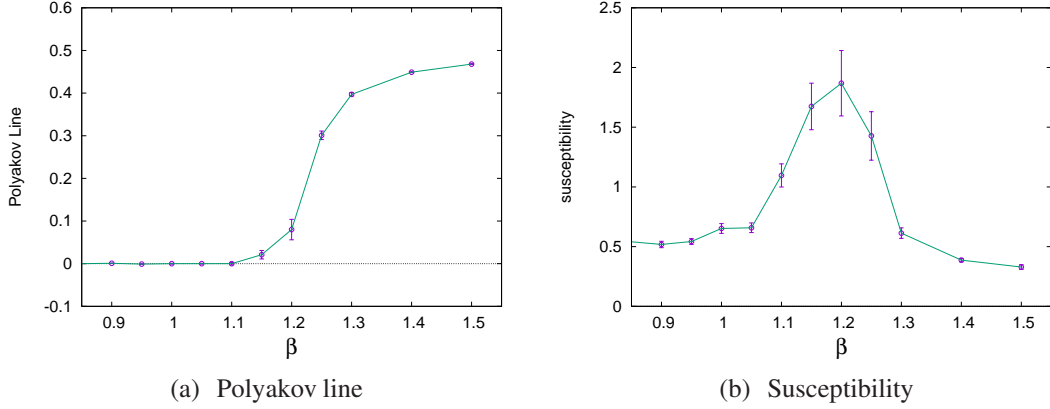 0.6
0.5
0.4
0.3
0.2
0.1
0
-0.1
Polyakov Line
0.9 1 1.1 1.2 1.3 1.4 1.5
β
(a) Polyakov line
2.5
2
1.5
1
0.5
0
susceptibility
0.9 1 1.1 1.2 1.3 1.4 1.5
β
(b) Susceptibility